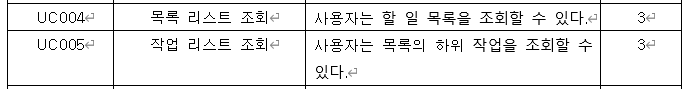 UC004 목록 리스트 조회 사용자는 할 일 목록을 조회할 수 있다. 3
UC005 작업 리스트 조회 사용자는 목록의 하위 작업을 조회할 수 3
있다.